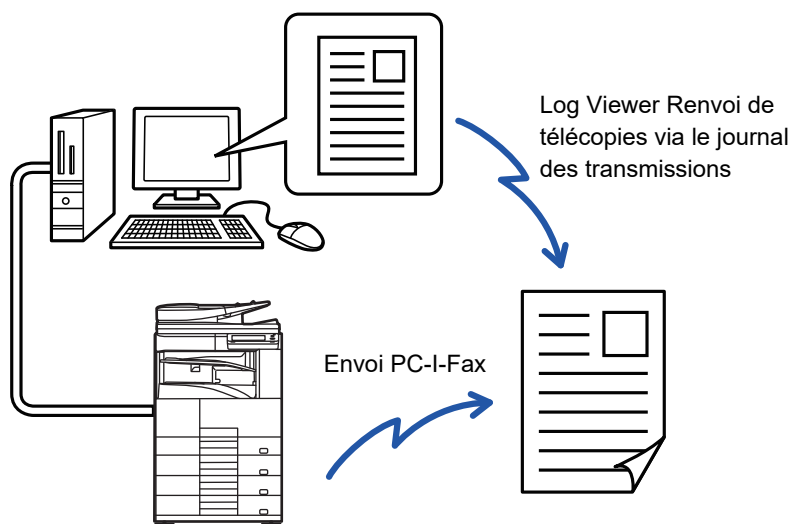 Log Viewer Renvoi de
télécopies via le journal
des transmissions
Envoi PC-I-Fax